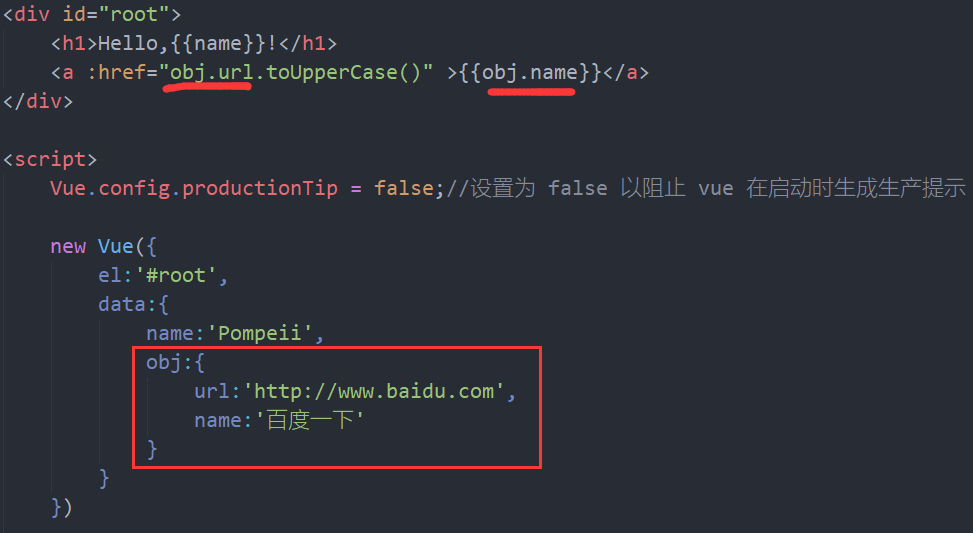 <div id="root">
<h1>Hello,{{name}}!</h1>
<a :href="obj.url.toUpperCase()" >{{obj.name}}</a>
</div>
<script>
Vue.config.productionTip = false;//设置为 false 以阻止 vue 在启动时生成生产提示
new Vue({
el:'#root',
data:{
name:'Pompeii',
obj:{
url:'http://www.baidu.com',
name:'百度一下'
}
}
})